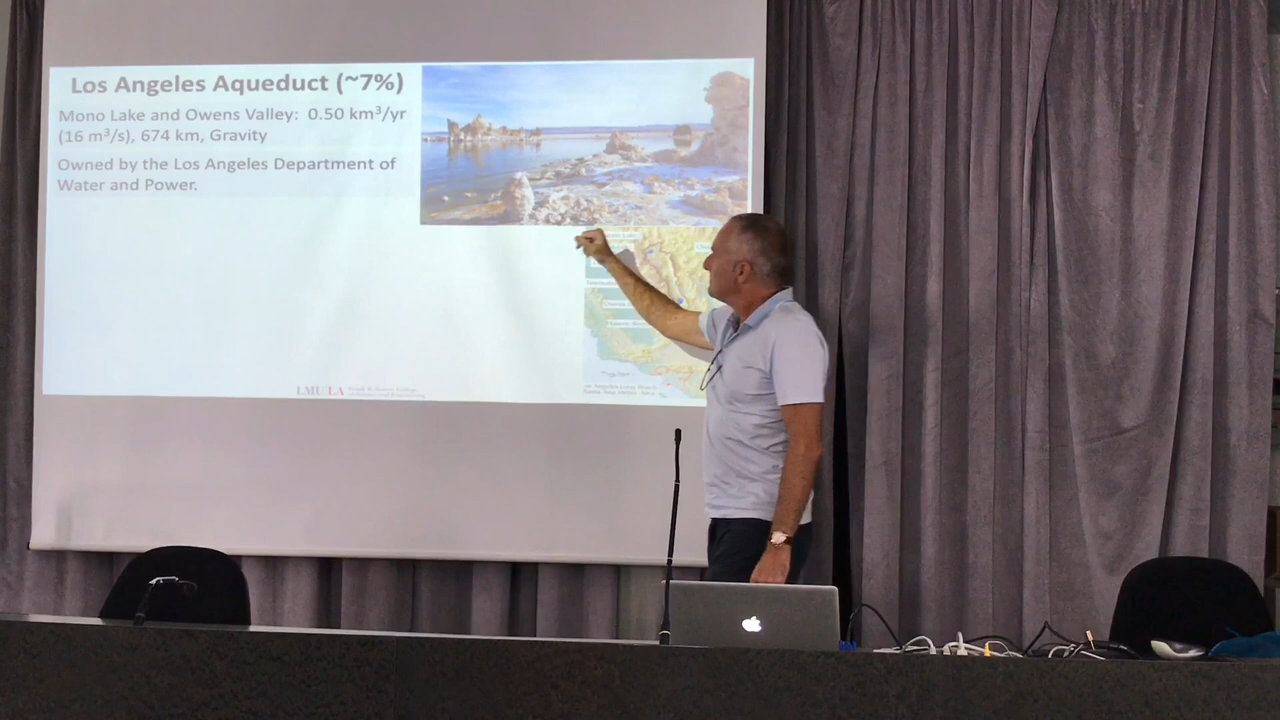 Los Angeles Aqueduct (~7%)
Mono Lake and Owens Valley: 0.50 km³/yr
(16 m³/s), 674 km, Gravity
Owned by the Los Angeles Department of
Water and Power.
LMU LA